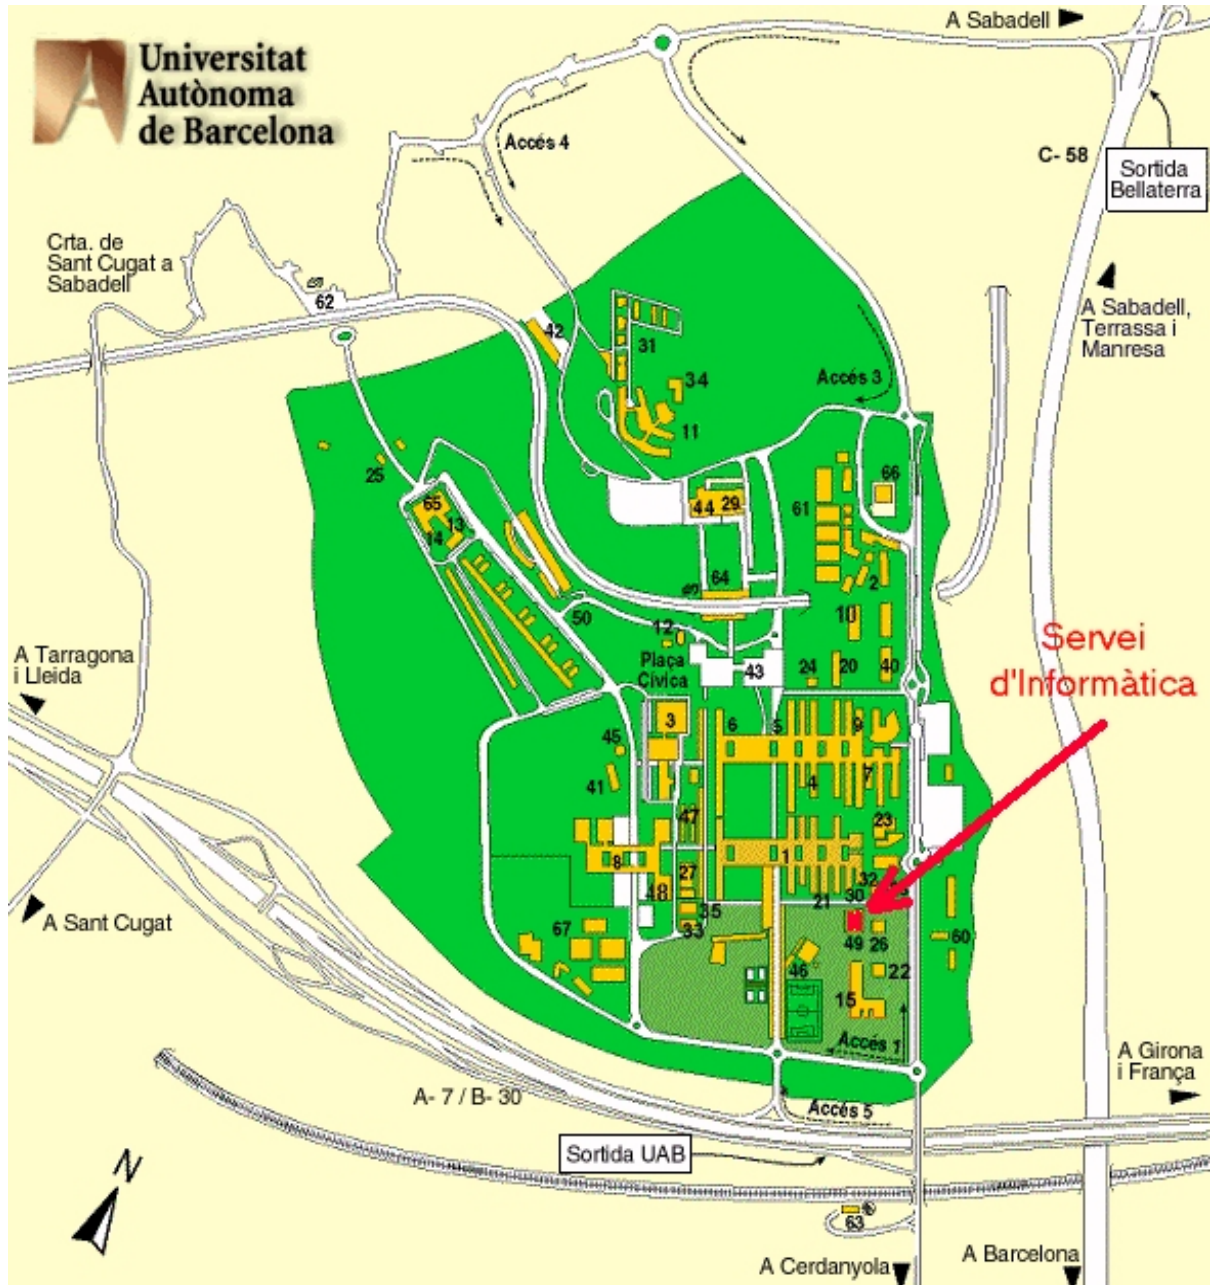 A Sabadell
Universitat
Autònoma
de Barcelona
Accés 4
C- 58
Sortida
Bellaterra
Crta. de
Sant Cugat a
Sabadell
62
A Sabadell,
Terrassa i
Manresa
42
31
34
Accés 3
11
25
66
65
44 29
61
13
14
64
2
50
10
12
Servei
d'Informàtica
A Tarragona
i Lleida
Plaça
Cívica
43
24
20
40
3
6
5
9
45
41
4
7
47
23
8
1
27
32
48
21
30
35
33
67
49
26
60
46
22
15
Accés 1
A Sant Cugat
A Girona
i França
A- 7 / B- 30
Accés 5
Sortida UAB
N
63
A Cerdanyola
A Barcelona